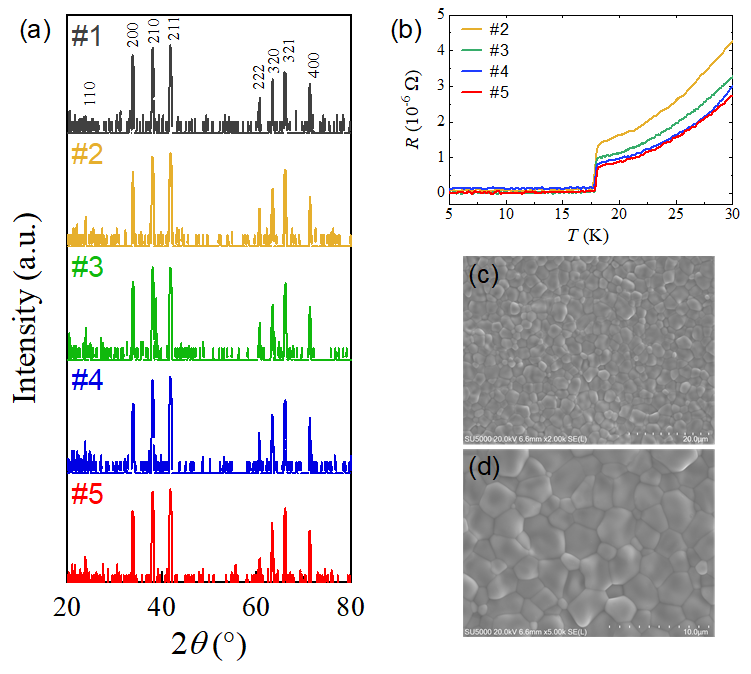 (a)
#1
110
200
210
211
222
320
321
400
#2
#3
#4
#5
Intensity (a.u.)
20 40 60 80
2θ (°)
(b)
#2
#3
#4
#5
R (10-6 Ω)
5
4
3
2
1
0
5 10 15 20 25 30
T (K)
(c)
SU5000 20.0kV 6.6mm x2.00k SE(L) 20.0μm
(d)
SU5000 20.0kV 6.6mm x5.00k SE(L) 10.0μm